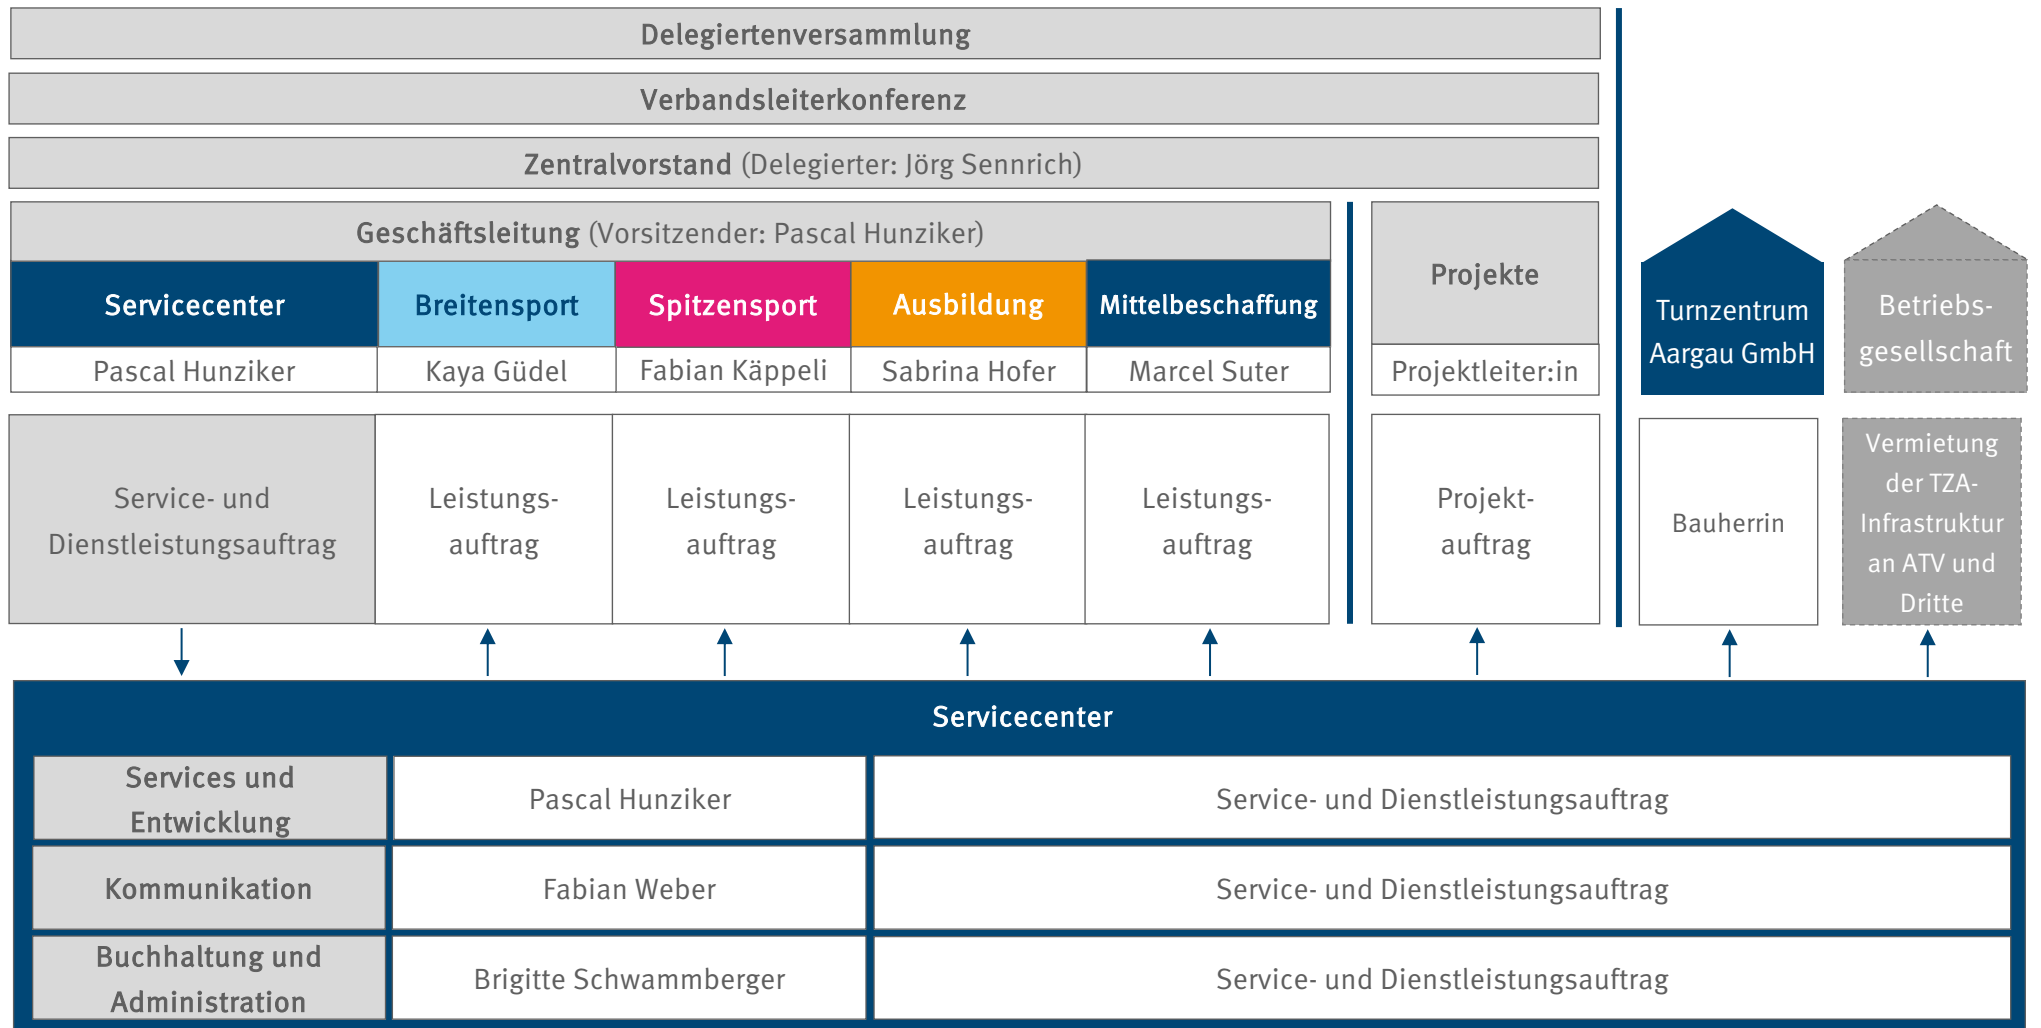 Delegiertenversammlung
Verbandsleiterkonferenz
Zentralvorstand (Delegierter: Jörg Sennrich)
Geschäftsleitung (Vorsitzender: Pascal Hunziker)
Servicecenter
Breitensport
Spitzensport
Ausbildung
Mittelbeschaffung
Pascal Hunziker
Kaya Güdel
Fabian Käppeli
Sabrina Hofer
Marcel Suter
Projekte
Projektleiter:in
Turnzentrum
Aargau GmbH
Betriebs-
gesellschaft
Service- und
Dienstleistungsauftrag
Leistungs-
auftrag
Leistungs-
auftrag
Leistungs-
auftrag
Leistungs-
auftrag
Projekt-
auftrag
Bauherrin
Vermietung
der TZA-
Infrastruktur
an ATV und
Dritte
Servicecenter
Services und
Entwicklung
Pascal Hunziker
Service- und Dienstleistungsauftrag
Kommunikation
Fabian Weber
Service- und Dienstleistungsauftrag
Buchhaltung und
Administration
Brigitte Schwammberger
Service- und Dienstleistungsauftrag